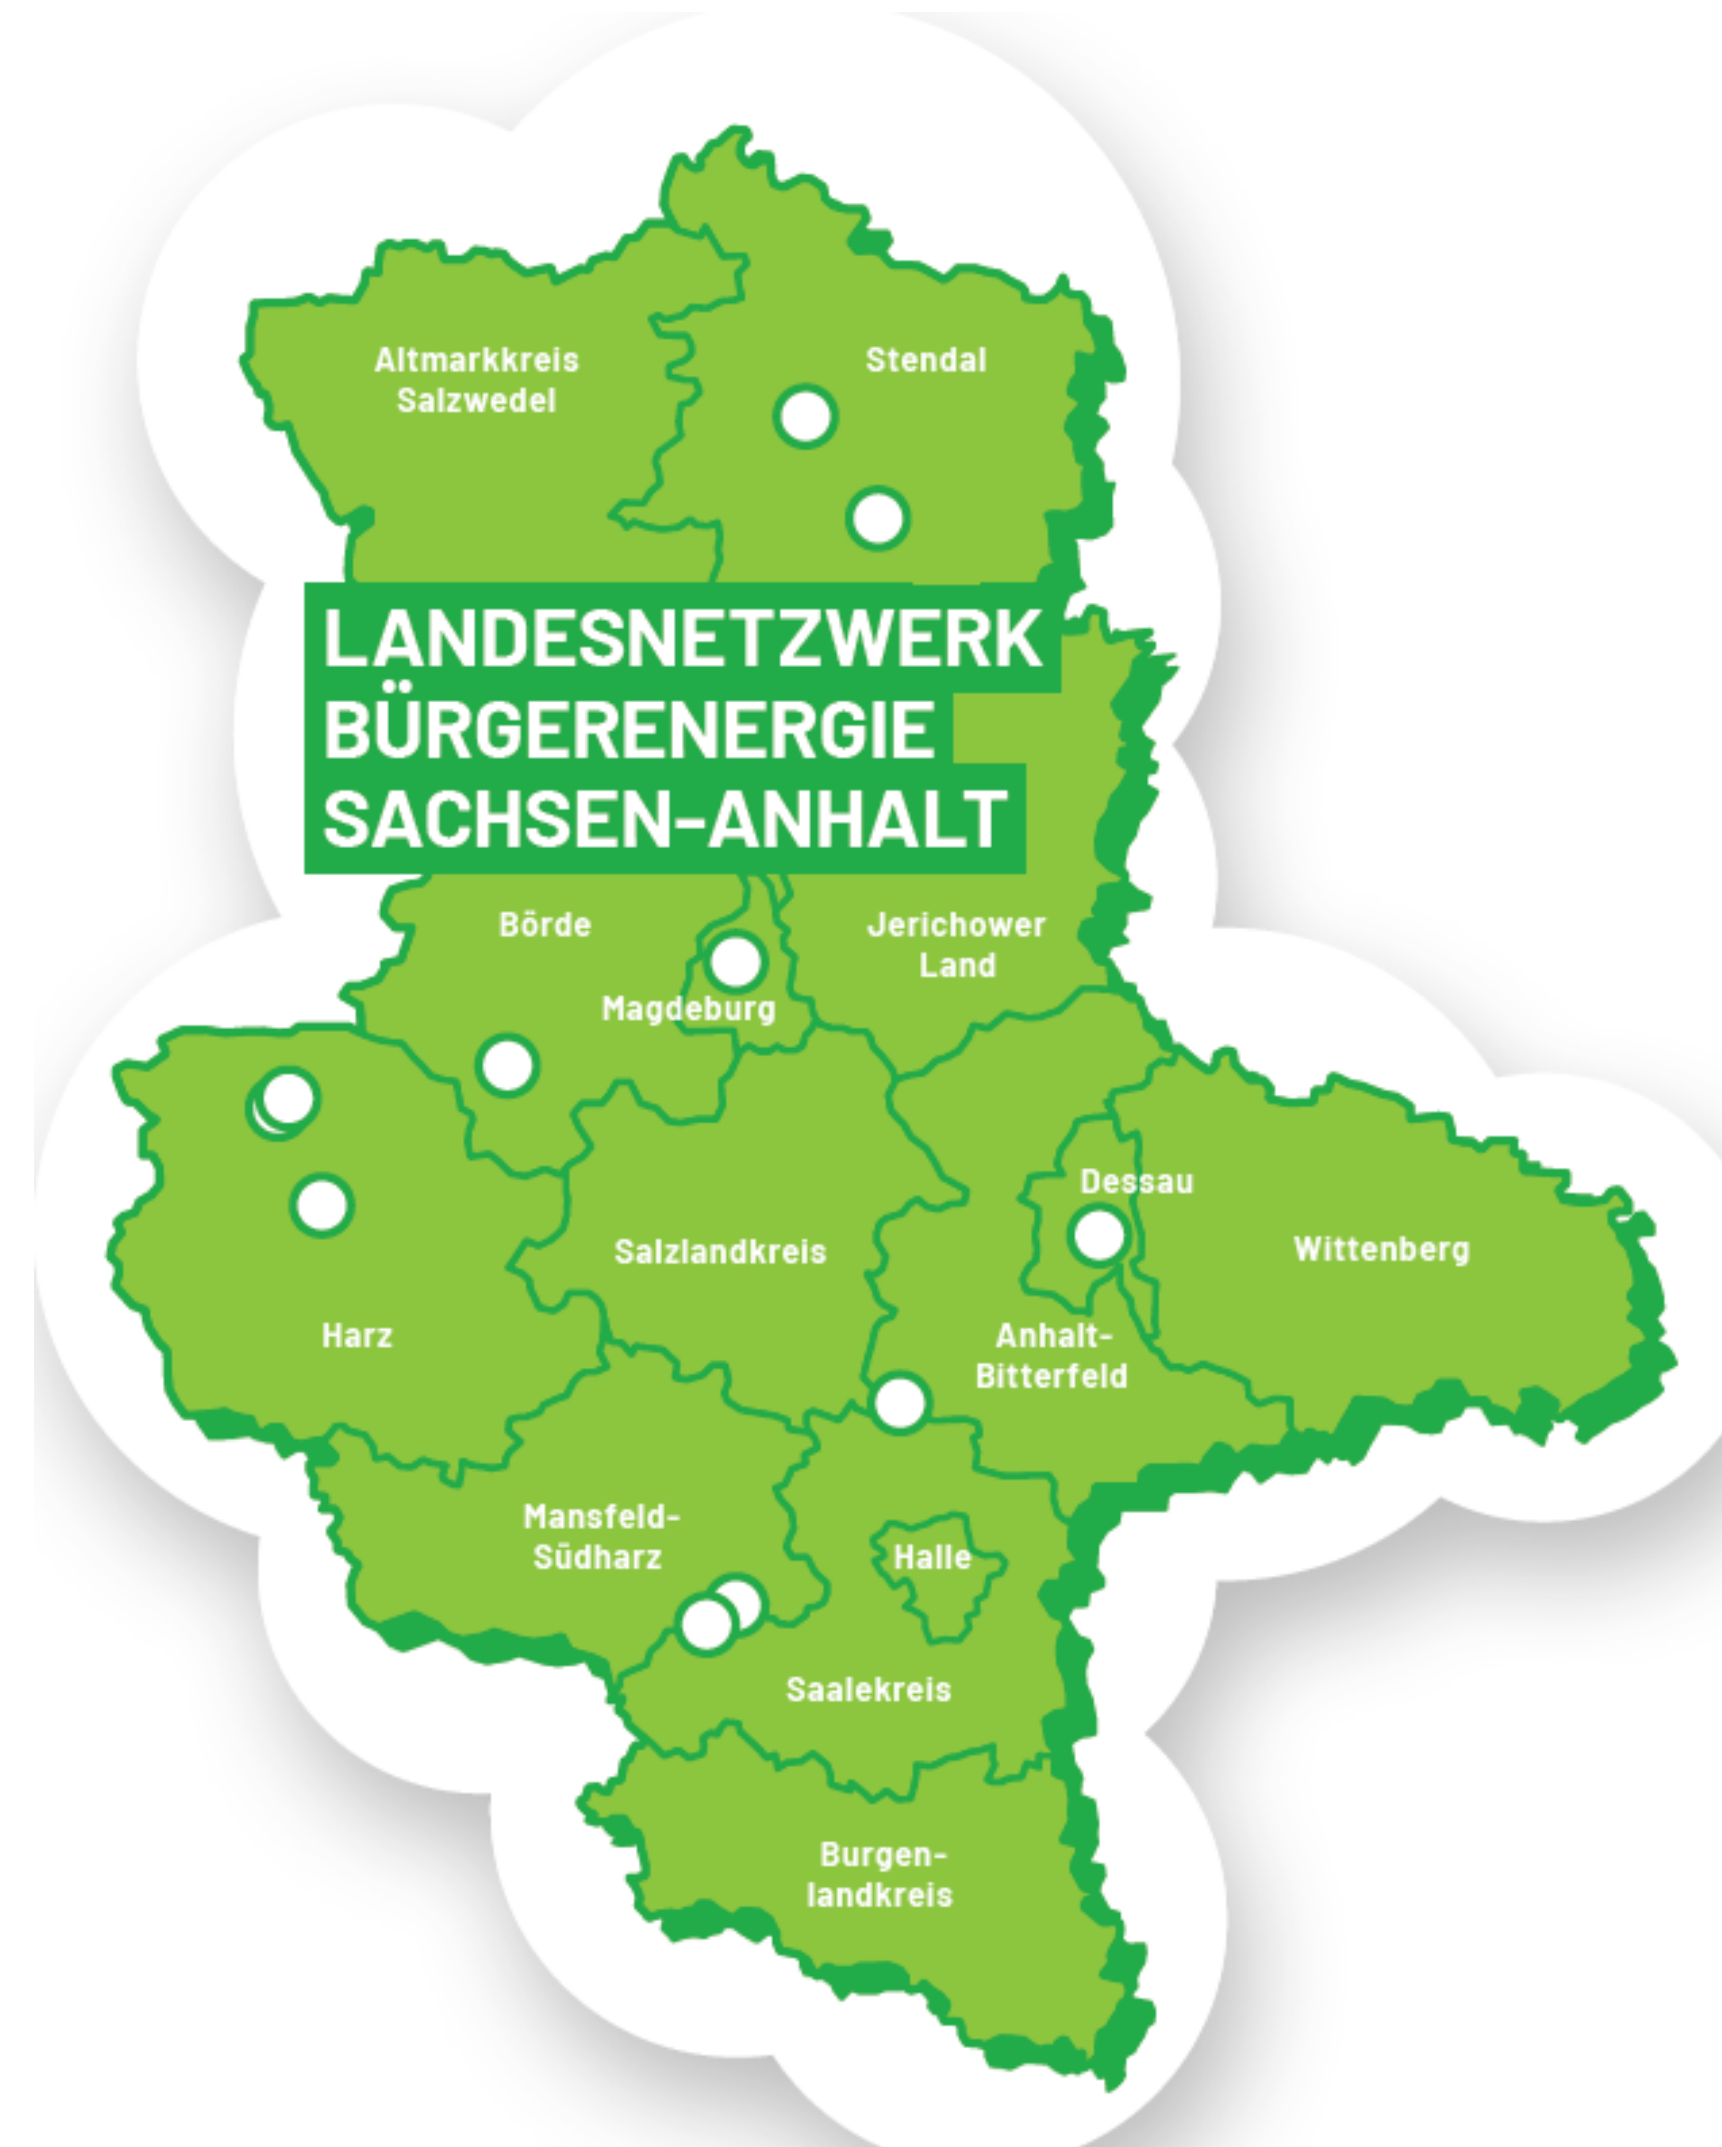 Altmarkkreis
Salzwedel
Stendal
LANDESNETZWERK
BÜRGERENERGIE
SACHSEN-ANHALT
Börde
Jerichower
Land
Magdeburg
Dessau
Wittenberg
Salzlandkreis
Harz
Anhalt-
Bitterfeld
Mansfeld-
Südharz
Halle
Saalekreis
Burgen-
landkreis